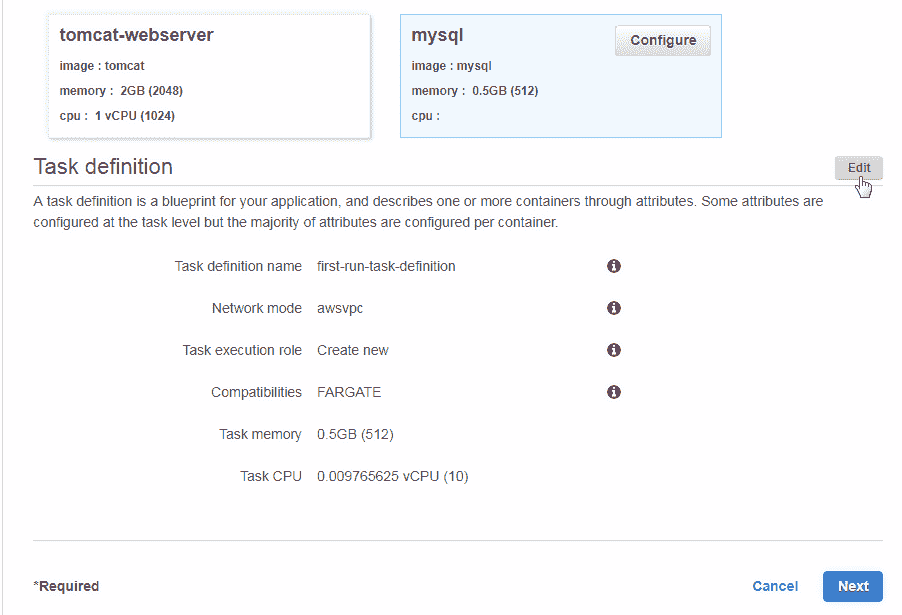 tomcat-webserver
image : tomcat
memory : 2GB (2048)
cpu : 1 vCPU (1024)
mysql
Configure
image : mysql
memory : 0.5GB (512)
cpu :
Task definition
Edit
A task definition is a blueprint for your application, and describes one or more containers through attributes. Some attributes are
configured at the task level but the majority of attributes are configured per container.
Task definition name first-run-task-definition
Network mode awsvpc
Task execution role Create new
Compatibilities FARGATE
Task memory 0.5GB (512)
Task CPU 0.009765625 vCPU (10)
*Required
Cancel
Next